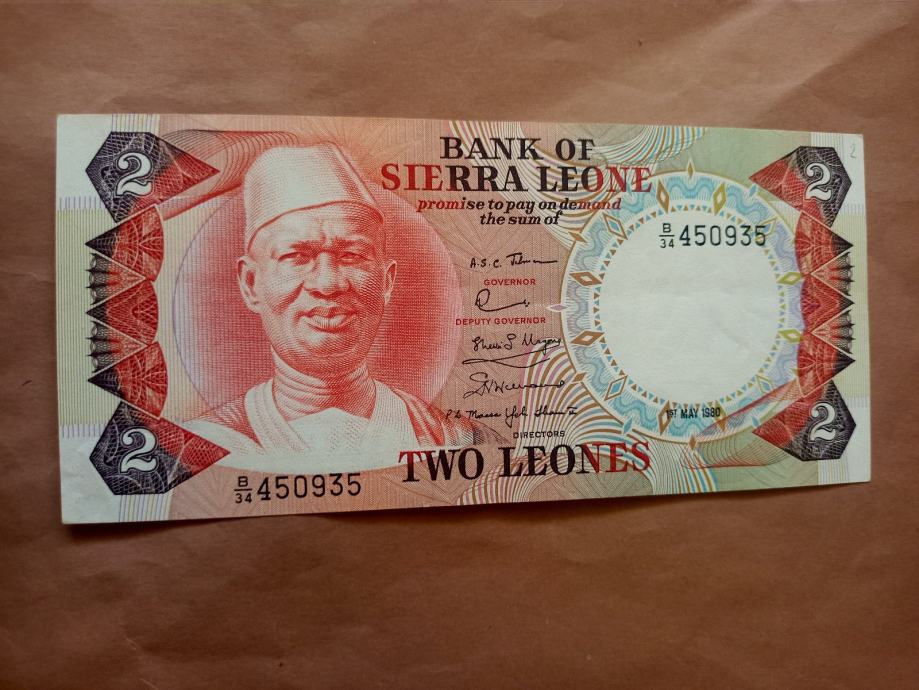 2
2
2
BANK OF
SIERRA LEONE
promise to pay on demand
the sum of
B/34 450935
A.S.C.
GOVERNOR
DEPUTY GOVERNOR
1ST MAY 1980
DIRECTORS
2
2
TWO LEONES
B/34 450935